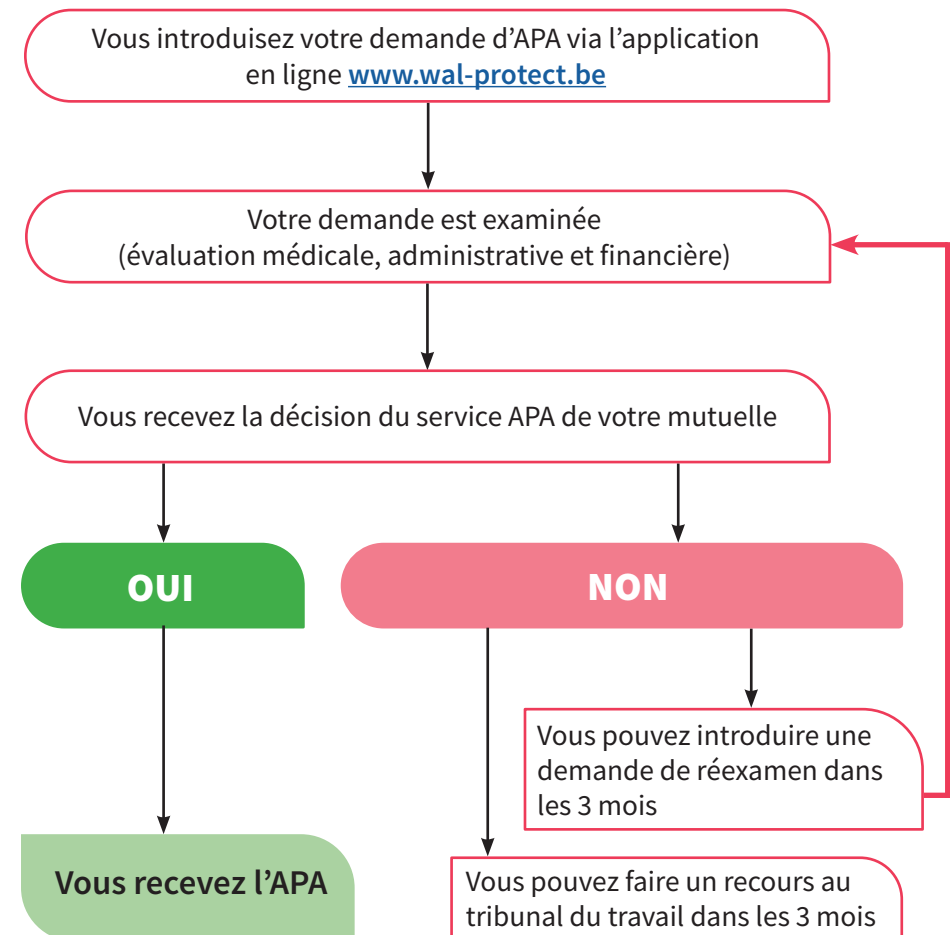 Vous introduisez votre demande d’APA via l’application
en ligne www.wal-protect.be
Votre demande est examinée
(évaluation médicale, administrative et financière)
Vous recevez la décision du service APA de votre mutuelle
OUI
NON
Vous pouvez introduire une
demande de réexamen dans
les 3 mois
Vous recevez l’APA
Vous pouvez faire un recours au
tribunal du travail dans les 3 mois